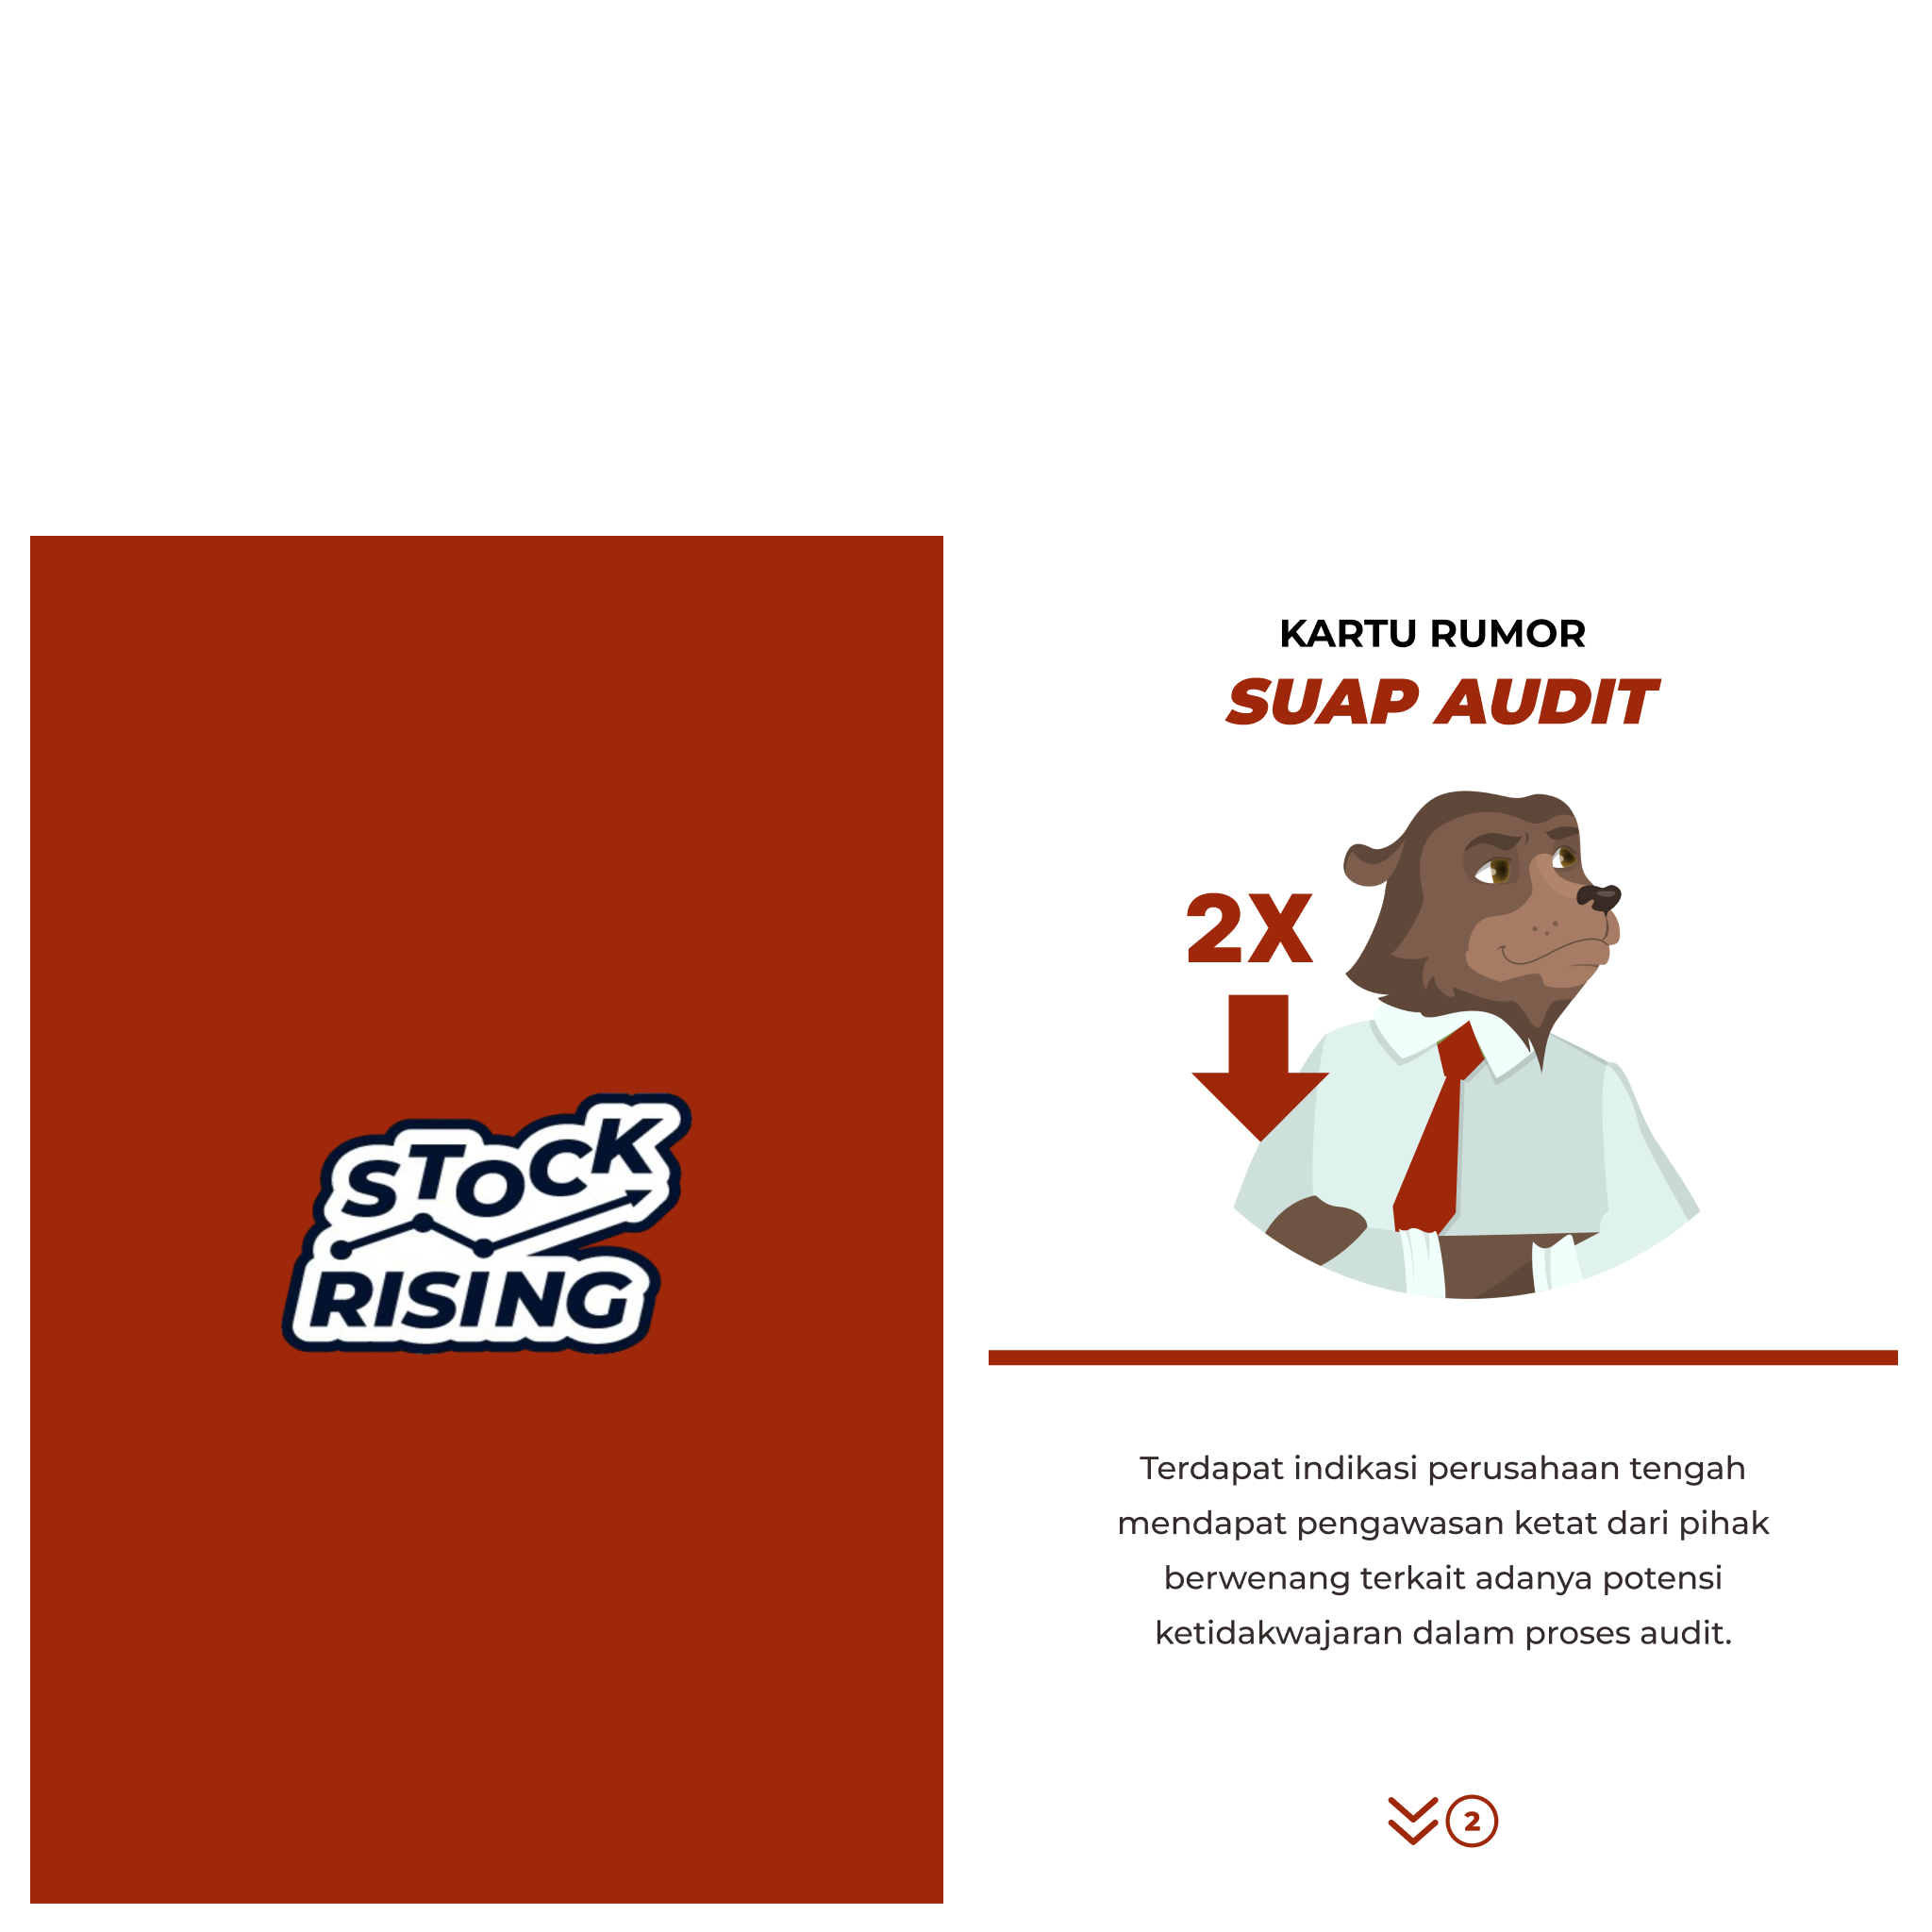 STOCK
RISING
KARTU RUMOR
SUAP AUDIT
2X
Terdapat indikasi perusahaan tengah
mendapat pengawasan ketat dari pihak
berwenang terkait adanya potensi
ketidakwajaran dalam proses audit.
2